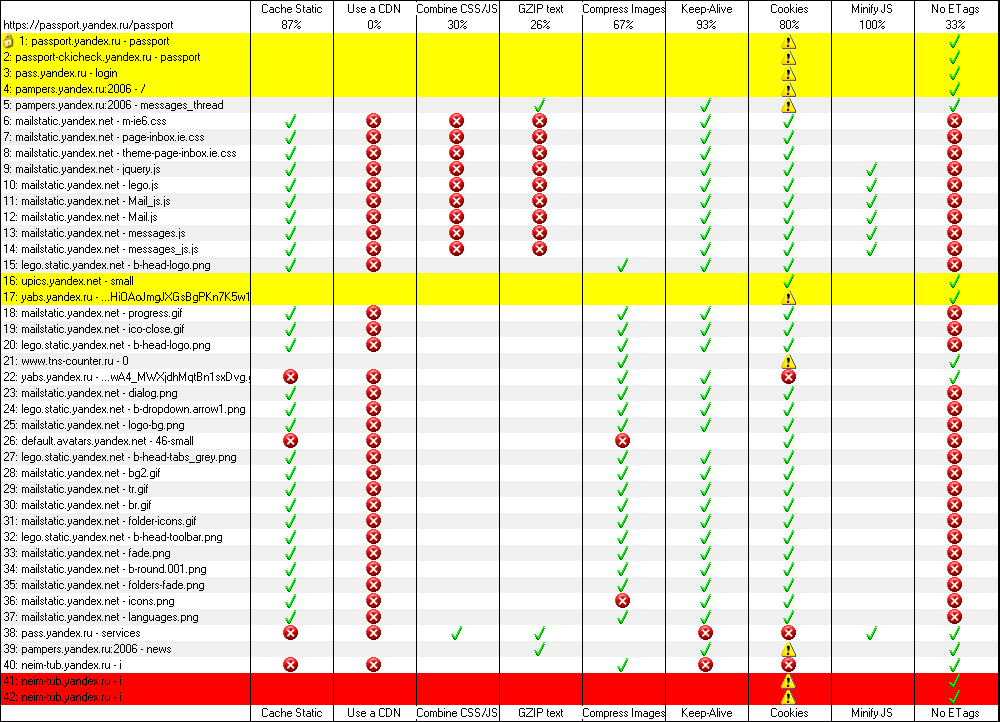 Cache Static Use a CDN Combine CSS/JS GZIP text Compress Images Keep-Alive Cookies Minify JS No ETags
https://passport.yandex.ru/passport 87% 0% 30% 26% 67% 93% 80% 100% 33%
1: passport.yandex.ru - passport
2: passport-ckicheck.yandex.ru - passport
3: pass.yandex.ru - login
4: pampers.yandex.ru:2006 - /
5: pampers.yandex.ru:2006 - messages_thread
6: mailstatic.yandex.net - m-ie6.css
7: mailstatic.yandex.net - page-inbox.ie.css
8: mailstatic.yandex.net - theme-page-inbox.ie.css
9: mailstatic.yandex.net - jquery.js
10: mailstatic.yandex.net - lego.js
11: mailstatic.yandex.net - Mail_js.js
12: mailstatic.yandex.net - Mail.js
13: mailstatic.yandex.net - messages.js
14: mailstatic.yandex.net - messages_js.js
15: lego.static.yandex.net - b-head-logo.png
16: upics.yandex.net - small
17: yabs.yandex.ru - ...HiOAoJmgJXGsBgPKn7K5w1
18: mailstatic.yandex.net - progress.gif
19: mailstatic.yandex.net - ico-close.gif
20: lego.static.yandex.net - b-head-logo.png
21: www.tns-counter.ru - 0
22: yabs.yandex.ru - ...wA4_MWXjdhMqtBn1sxDvg.g
23: mailstatic.yandex.net - dialog.png
24: lego.static.yandex.net - b-dropdown.arrow1.png
25: mailstatic.yandex.net - logo-bg.png
26: default.avatars.yandex.net - 46-small
27: lego.static.yandex.net - b-head-tabs_grey.png
28: mailstatic.yandex.net - bg2.gif
29: mailstatic.yandex.net - tr.gif
30: mailstatic.yandex.net - br.gif
31: mailstatic.yandex.net - folder-icons.gif
32: lego.static.yandex.net - b-head-toolbar.png
33: mailstatic.yandex.net - fade.png
34: mailstatic.yandex.net - b-round.001.png
35: mailstatic.yandex.net - folders-fade.png
36: mailstatic.yandex.net - icons.png
37: mailstatic.yandex.net - languages.png
38: pass.yandex.ru - services
39: pampers.yandex.ru:2006 - news
40: neim-tub.yandex.ru - i
41: neim-tub.yandex.ru - i
42: neim-tub.yandex.ru - i
Cache Static Use a CDN Combine CSS/JS GZIP text Compress Images Keep-Alive Cookies Minify JS No ETags